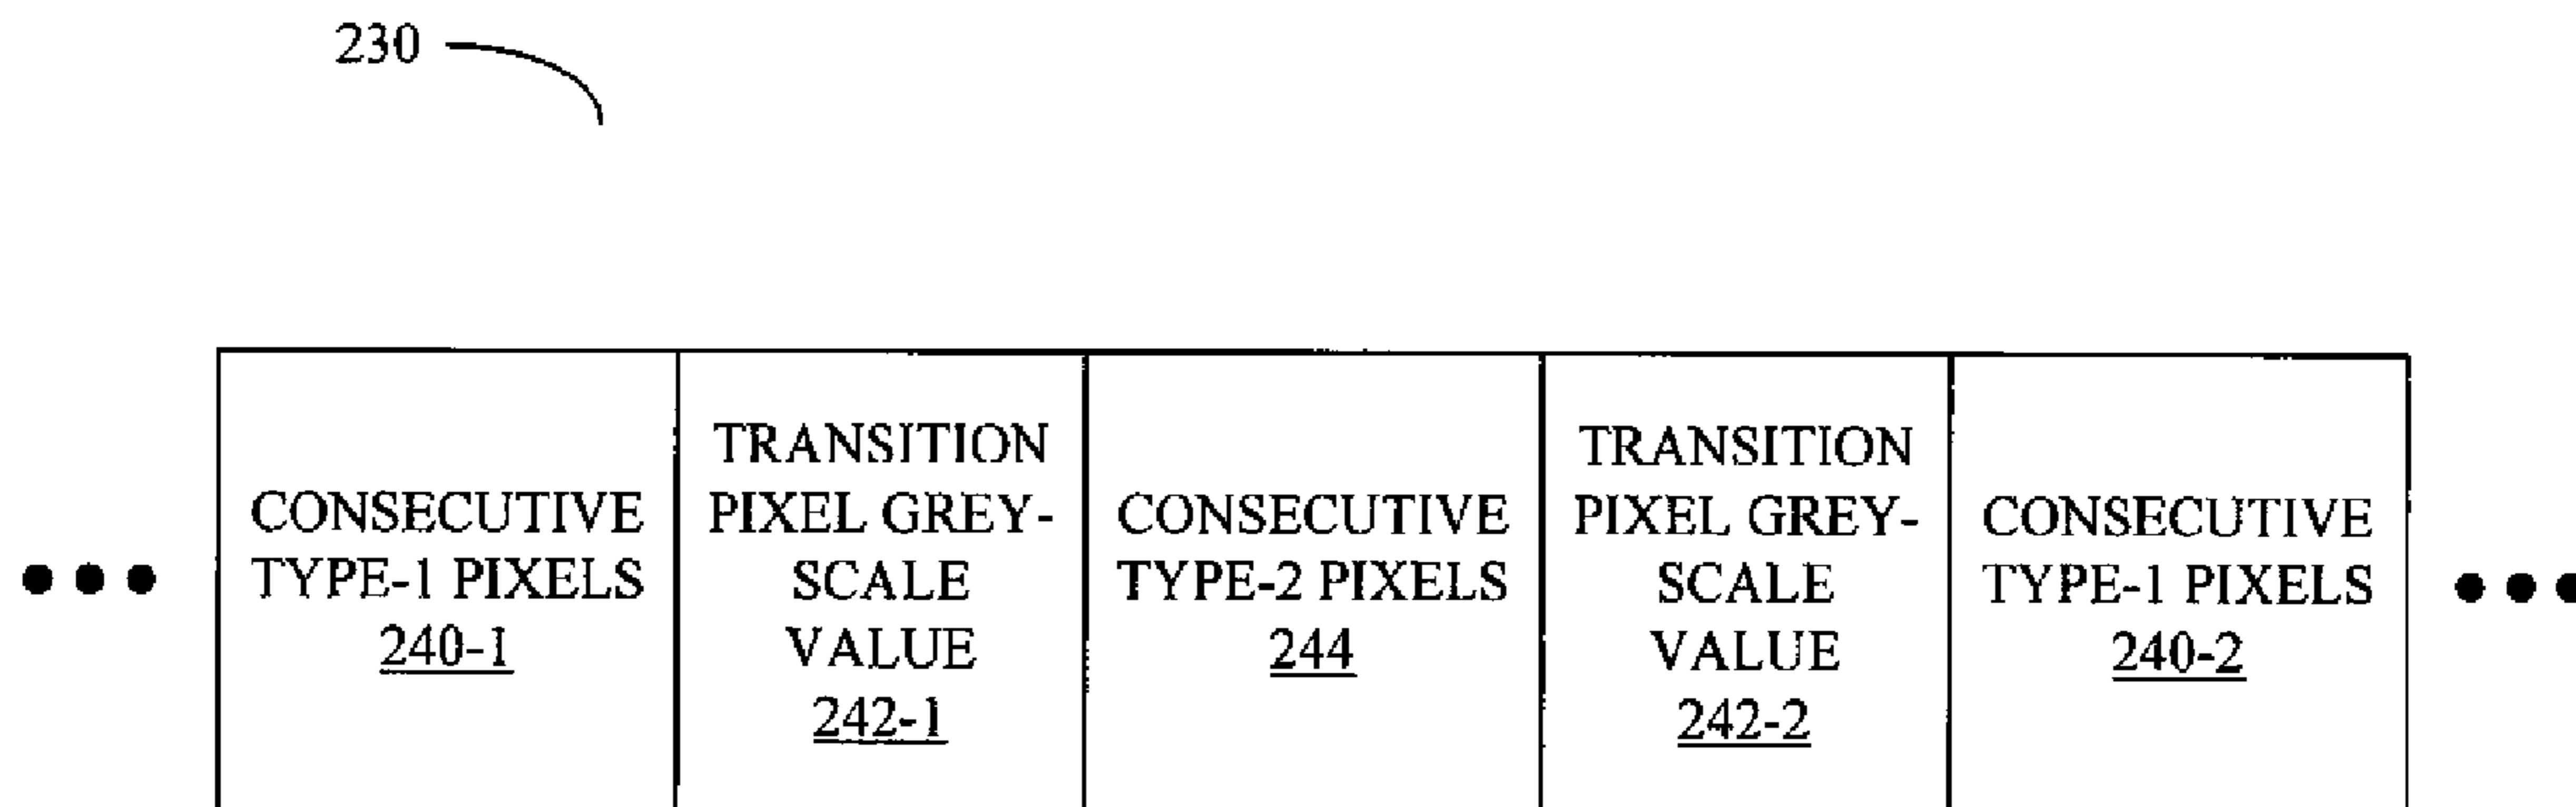 230
CONSECUTIVE
TYPE-1 PIXELS
240-1
TRANSITION
PIXEL GREY-
SCALE
VALUE
242-1
CONSECUTIVE
TYPE-2 PIXELS
244
TRANSITION
PIXEL GREY-
SCALE
VALUE
242-2
CONSECUTIVE
TYPE-1 PIXELS
240-2